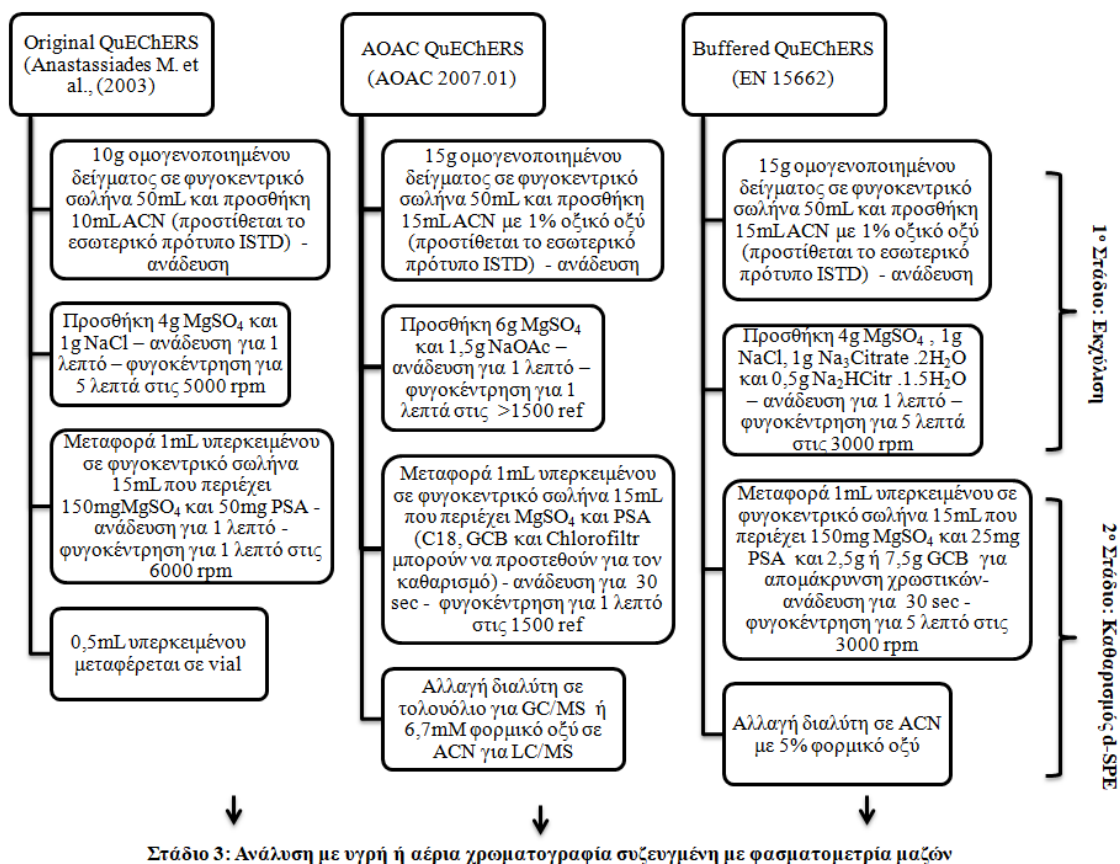 Original QuEChERS
(Anastassiades M. et
al., (2003)
10g ομογενοποιημένου
δείγματος σε φυγοκεντρικό
σωλήνα 50mL και προσθήκη
10mL ACN (προστίθεται το
εσωτερικό πρότυπο ISTD) -
ανάδευση
Προσθήκη 4g MgSO₄ και
1g NaCl – ανάδευση για 1
λεπτό – φυγοκέντρηση για
5 λεπτά στις 5000 rpm
Μεταφορά 1mL υπερκειμένου
σε φυγοκεντρικό σωλήνα
15mL που περιέχει
150mgMgSO₄ και 50mg PSA -
ανάδευση για 1 λεπτό -
φυγοκέντρηση για 1 λεπτό στις
6000 rpm
0,5mL υπερκειμένου
μεταφέρεται σε vial
AOAC QuEChERS
(AOAC 2007.01)
15g ομογενοποιημένου
δείγματος σε φυγοκεντρικό
σωλήνα 50mL και προσθήκη
15mL ACN με 1% οξικό οξύ
(προστίθεται το εσωτερικό
πρότυπο ISTD) - ανάδευση
Προσθήκη 6g MgSO₄
και 1,5g NaOAc –
ανάδευση για 1 λεπτό –
φυγοκέντρηση για 1
λεπτά στις >1500 ref
Μεταφορά 1mL υπερκειμένου
σε φυγοκεντρικό σωλήνα 15mL
που περιέχει MgSO₄ και PSA
(C18, GCB και Chlorofiltr
μπορούν να προστεθούν για τον
καθαρισμό) - ανάδευση για 30
sec - φυγοκέντρηση για 1 λεπτό
στις 1500 ref
Αλλαγή διαλύτη σε
τολουόλιο για GC/MS ή
6,7mM φορμικό οξύ σε
ACN για LC/MS
Buffered QuEChERS
(EN 15662)
15g ομογενοποιημένου
δείγματος σε φυγοκεντρικό
σωλήνα 50mL και προσθήκη
15mL ACN με 1% οξικό οξύ
(προστίθεται το εσωτερικό
πρότυπο ISTD) - ανάδευση
Προσθήκη 4g MgSO₄ , 1g
NaCl, 1g Na₃Citrate .2H₂O
και 0,5g Na₂HCitr .1.5H₂O
– ανάδευση για 1 λεπτό –
φυγοκέντρηση για 5 λεπτά
στις 3000 rpm
Μεταφορά 1mL υπερκειμένου σε
φυγοκεντρικό σωλήνα 15mL που
περιέχει 150mg MgSO₄ και 25mg
PSA και 2,5g ή 7,5g GCB για
απομάκρυνση χρωστικών-
ανάδευση για 30 sec -
φυγοκέντρηση για 5 λεπτό στις
3000 rpm
Αλλαγή διαλύτη σε ACN
με 5% φορμικό οξύ
1º Στάδιο: Εκχύλιση
2º Στάδιο: Καθαρισμός d-SPE
Στάδιο 3: Ανάλυση με υγρή ή αέρια χρωματογραφία συζευγμένη με φασματομετρία μαζών